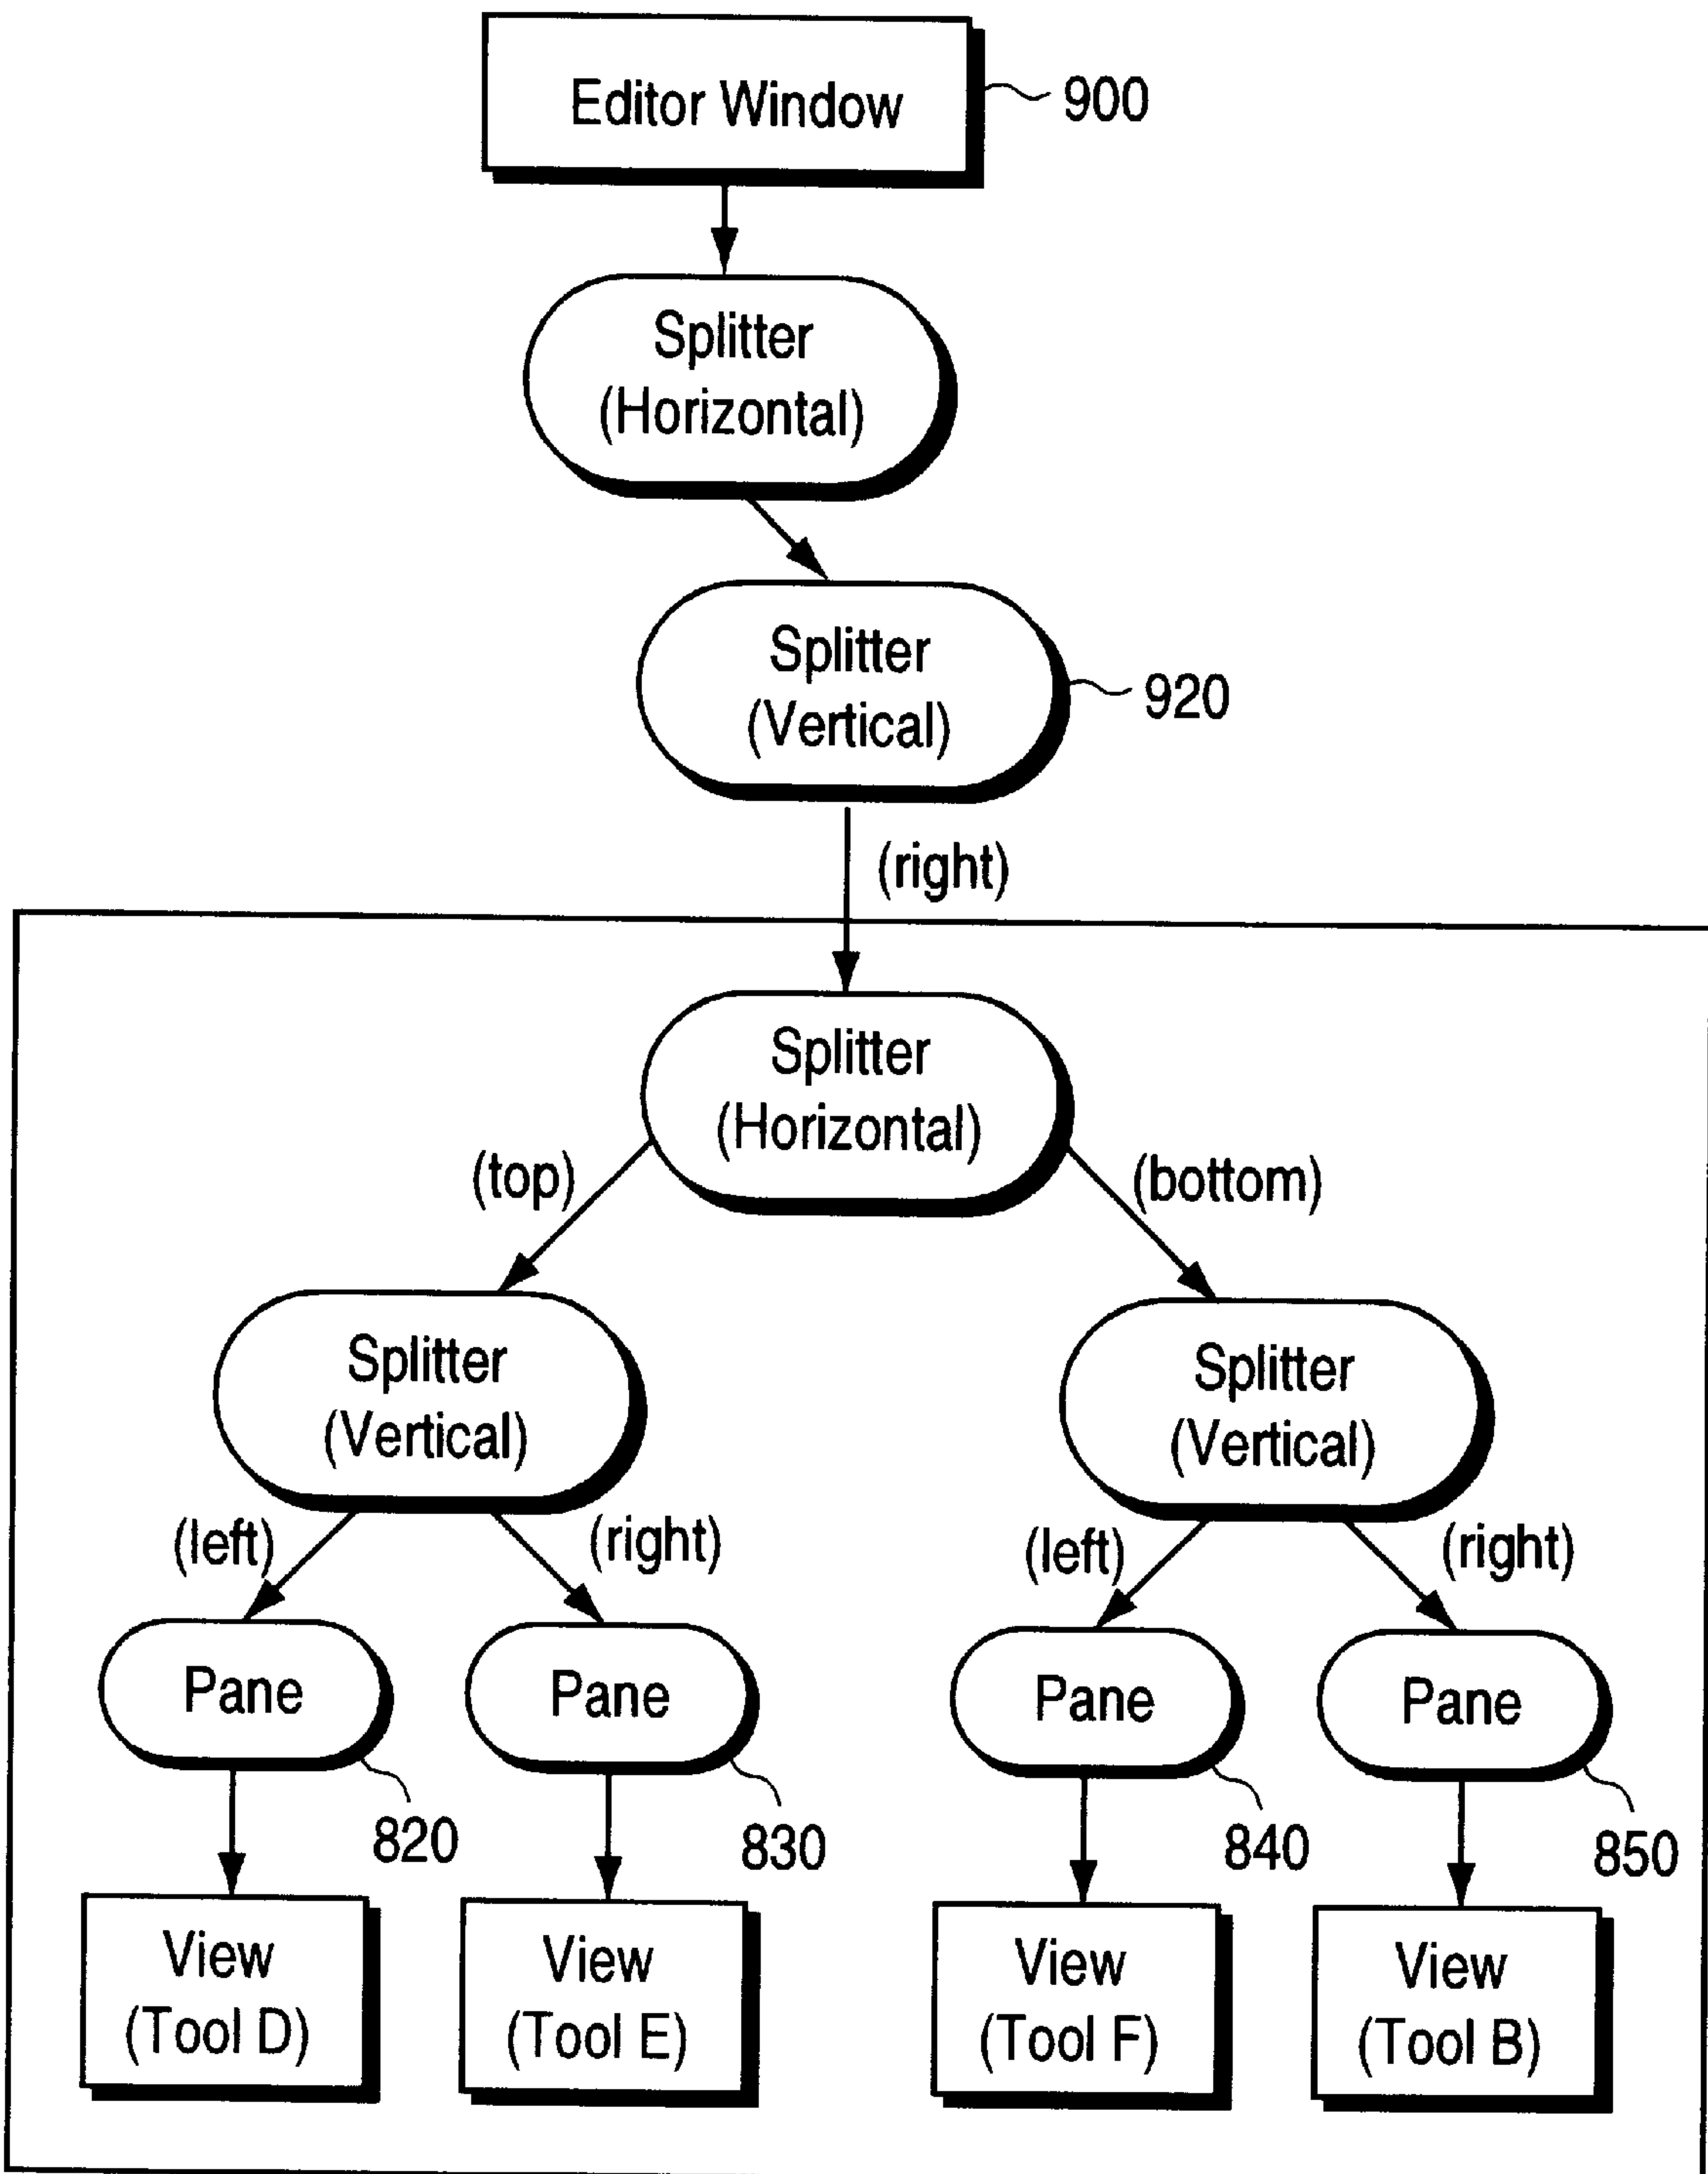 Editor Window
900
Splitter
(Horizontal)
Splitter
(Vertical)
920
(right)
Splitter
(Horizontal)
(top)
(bottom)
Splitter
(Vertical)
Splitter
(Vertical)
(left)
(right)
(left)
(right)
Pane
Pane
Pane
Pane
820
830
840
850
View
(Tool D)
View
(Tool E)
View
(Tool F)
View
(Tool B)